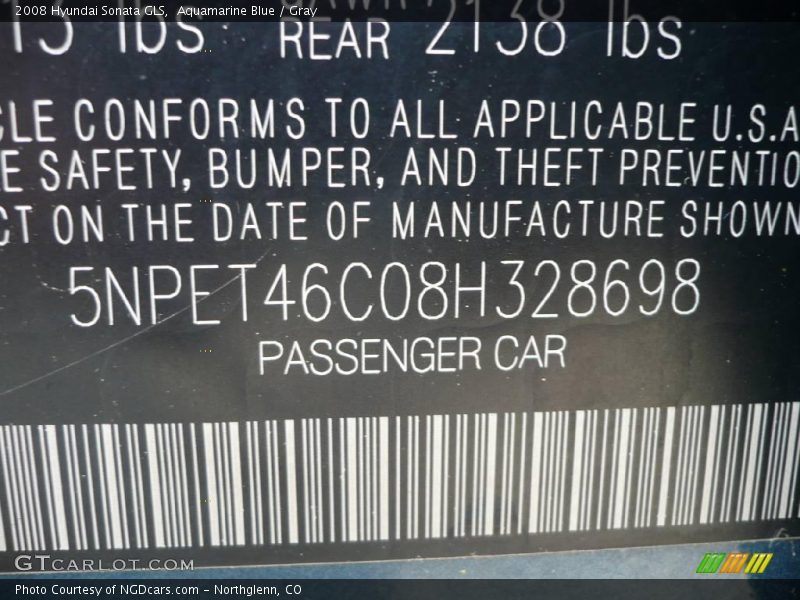 2008 Hyundai Sonata GLS, Aquamarine Blue / Gray
lbs REAR 2138 lbs
CLE CONFORMS TO ALL APPLICABLE U.S.A
E SAFETY, BUMPER, AND THEFT PREVENTIO
CT ON THE DATE OF MANUFACTURE SHOWN
5NPET46C08H328698
PASSENGER CAR
GTCARLOT.COM
Photo Courtesy of NGDcars.com - Northglenn, CO